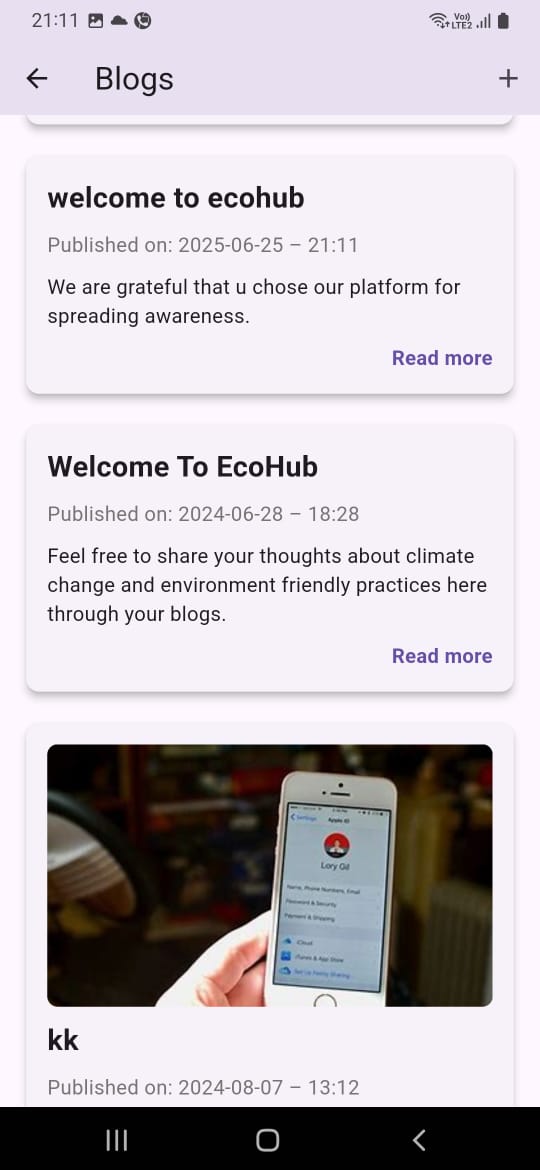 21:11
Vo)) LTE2
Blogs
welcome to ecohub
Published on: 2025-06-25 – 21:11
We are grateful that u chose our platform for
spreading awareness.
Read more
Welcome To EcoHub
Published on: 2024-06-28 – 18:28
Feel free to share your thoughts about climate
change and environment friendly practices here
through your blogs.
Read more
Settings
Apple ID
Lory Gil
Name, Phone Numbers, Email
Password & Security
Payment & Shipping
iCloud
iTunes & App Store
Set Up Family Sharing...
kk
Published on: 2024-08-07 – 13:12